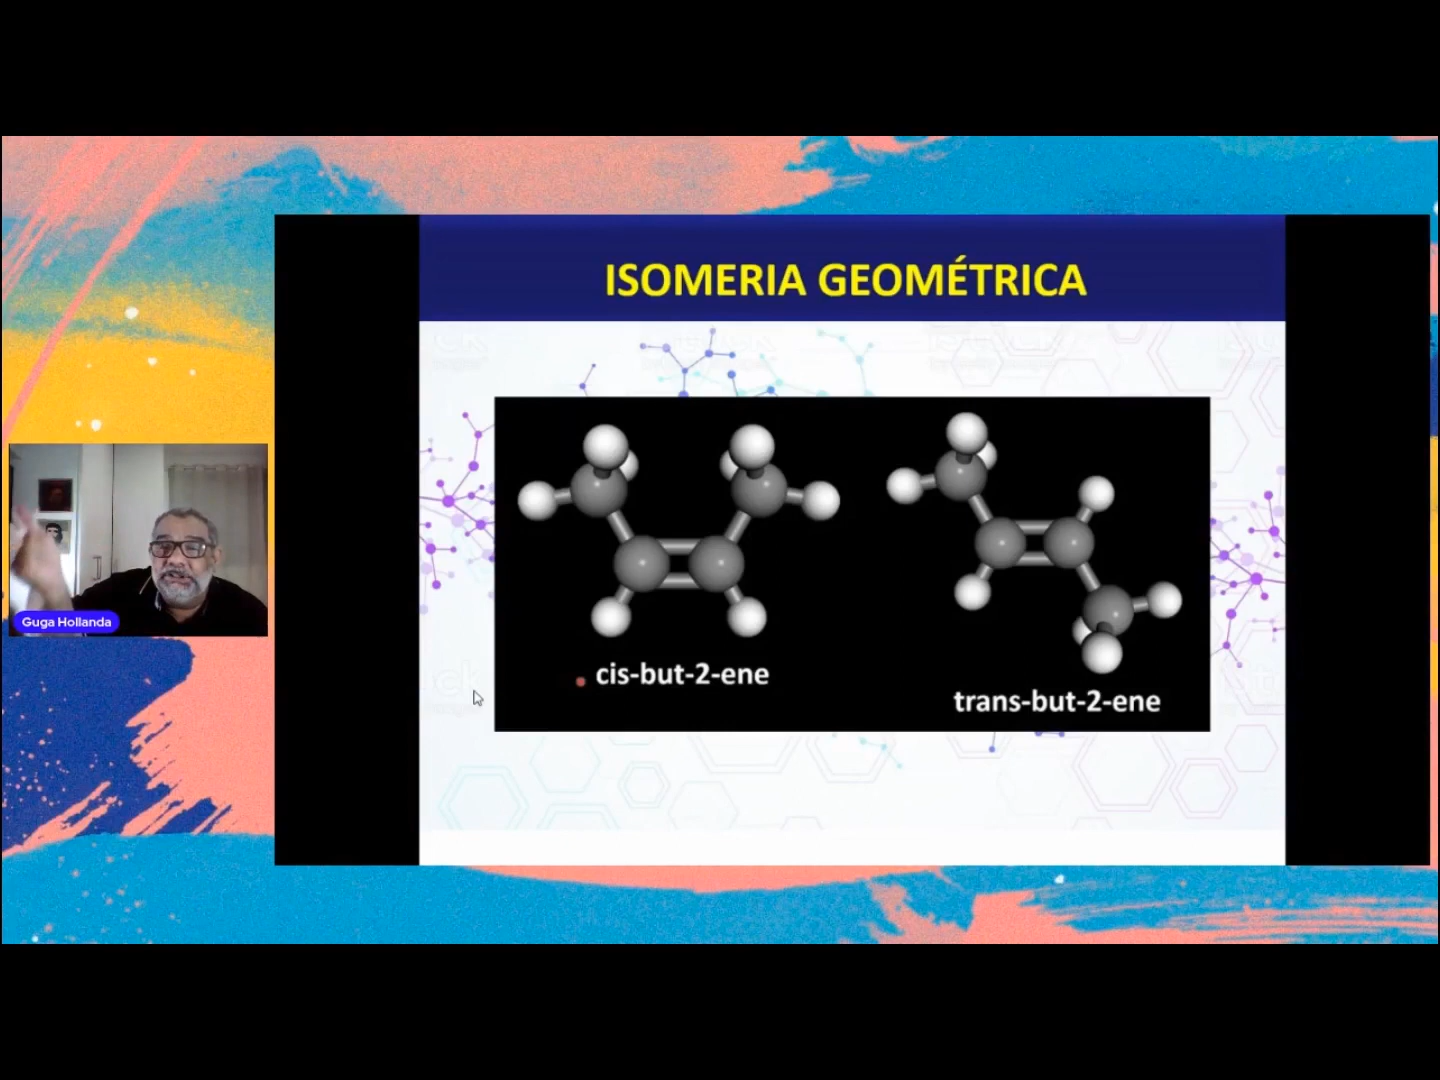 ISOMERIA GEOMÉTRICA
Guga Hollanda
cis-but-2-ene
trans-but-2-ene